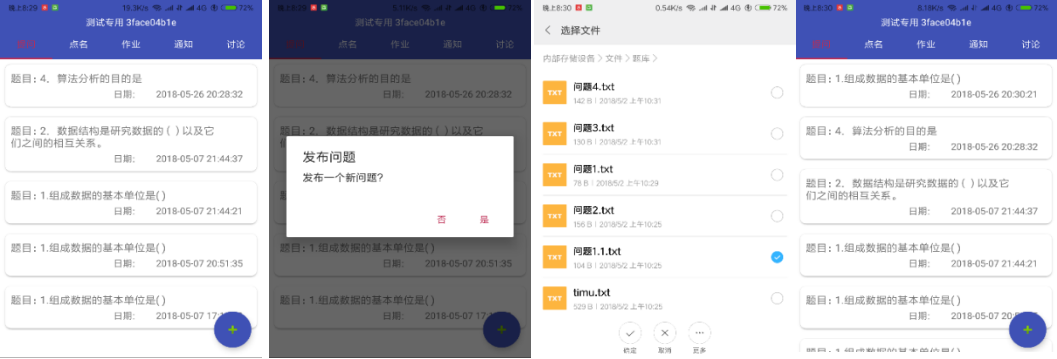 晚上8:29
19.3K/s
4G
72%
测试专用 3face04b1e
提问
点名
作业
通知
讨论
题目: 4、算法分析的目的是
日期: 2018-05-26 20:28:32
题目: 2、数据结构是研究数据的 ( ) 以及它
们之间的相互关系。
日期: 2018-05-07 21:44:37
题目: 1.组成数据的基本单位是( )
日期: 2018-05-07 21:44:21
题目: 1.组成数据的基本单位是( )
日期: 2018-05-07 20:51:35
题目: 1.组成数据的基本单位是( )
日期: 2018-05-07 17:
+
晚上8:29
4G
72%
测试专用 3face04b1e
点名
作业
通知
讨论
题目: 4、算法分析的目的是
日期: 2018-05-26 20:28:32
题目: 2、数据结构是研究数据的 ( ) 以及它
发布问题
发布一个新问题?
否
是
题目: 1.组成数据的基本单位是( )
日期: 2018-05-07 20:51:35
题目: 1.组成数据的基本单位是( )
日期: 2018-05-07 17:
+
晚上8:30
0.54K/s
4G
72%
选择文件
内部存储设备 > 文件 > 题库 >
TXT
问题4.txt
142 B | 2018/5/2 上午10:31
TXT
问题3.txt
130 B | 2018/5/2 上午10:31
TXT
问题1.txt
78 B | 2018/5/2 上午10:29
TXT
问题2.txt
156 B | 2018/5/2 上午10:25
TXT
问题1.1.txt
104 B | 2018/5/2 上午10:25
TXT
timu.txt
529 B | 2018/5/2 上午10:25
确定
取消
更多
晚上8:30
6.18K/s
4G
72%
测试专用 3face04b1e
点名
作业
通知
讨论
题目: 1.组成数据的基本单位是( )
日期: 2018-05-26 20:30:21
题目: 4、算法分析的目的是
日期: 2018-05-26 20:28:32
题目: 2、数据结构是研究数据的 ( ) 以及它
们之间的相互关系。
日期: 2018-05-07 21:44:37
题目: 1.组成数据的基本单位是( )
日期: 2018-05-07 21:44:21
题目: 1.组成数据的基本单位是( )
日期: 2018-05-07 20:
+